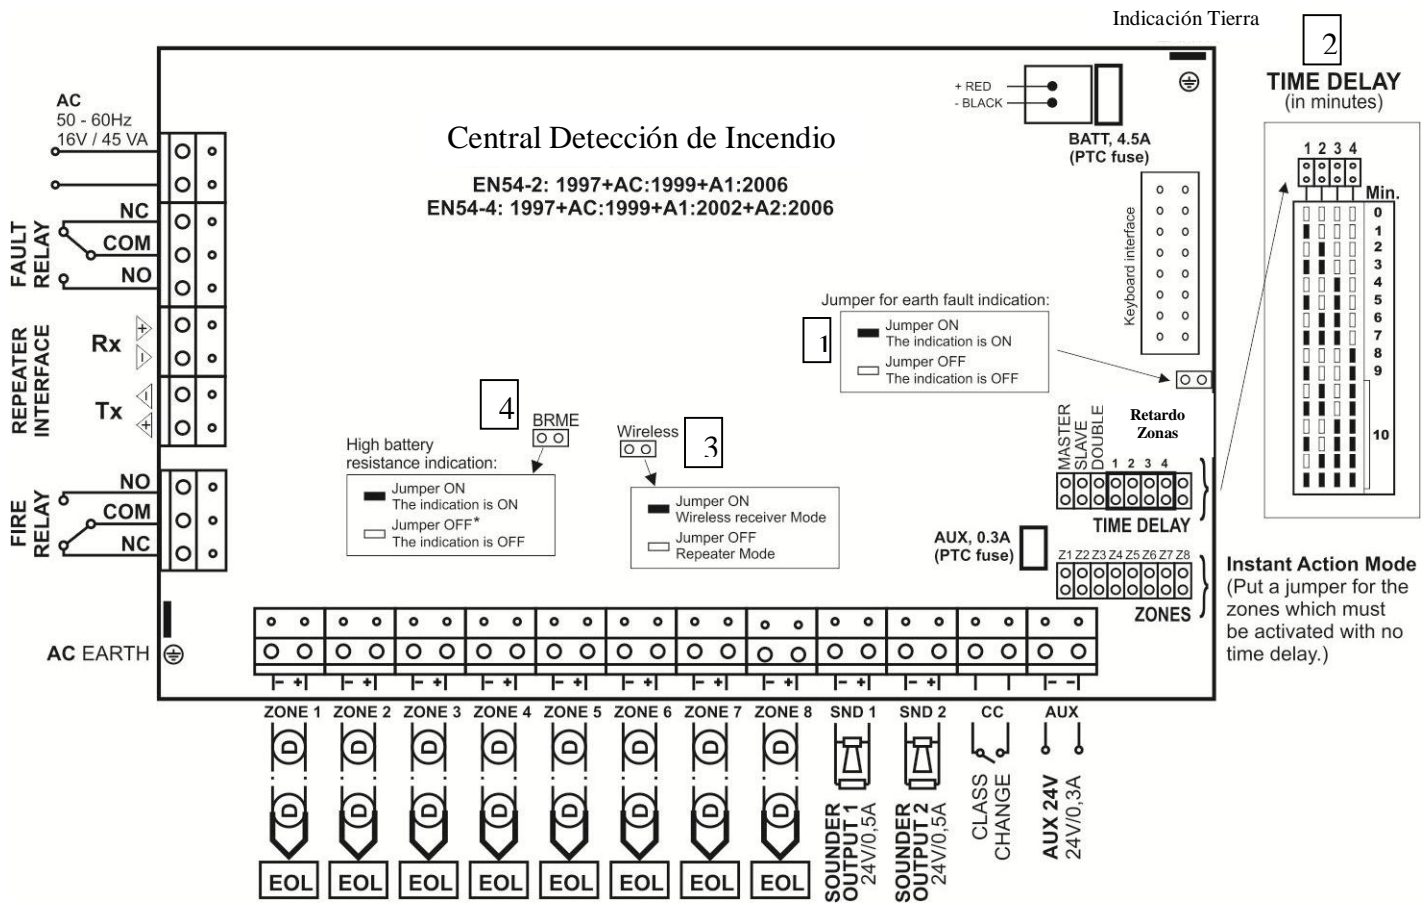 Indicación Tierra
2
TIME DELAY
(in minutes)
1 2 3 4
Min.
0
1
2
3
4
5
6
7
8
9
10
AC
50 - 60Hz
16V / 45 VA
+ RED
- BLACK
BATT, 4.5A
(PTC fuse)
Central Detección de Incendio
EN54-2: 1997+AC:1999+A1:2006
EN54-4: 1997+AC:1999+A1:2002+A2:2006
FAULT
RELAY
NC
COM
NO
Keyboard interface
REPEATER
INTERFACE
Rx
+
-
Tx
-
+
1
Jumper for earth fault indication:
Jumper ON
The indication is ON
Jumper OFF
The indication is OFF
4
BRME
High battery
resistance indication:
Jumper ON
The indication is ON
Jumper OFF*
The indication is OFF
Wireless
3
Jumper ON
Wireless receiver Mode
Jumper OFF
Repeater Mode
MASTER
SLAVE
DOUBLE
Retardo
Zonas
1 2 3 4
TIME DELAY
FIRE
RELAY
NO
COM
NC
AUX, 0.3A
(PTC fuse)
Z1 Z2 Z3 Z4 Z5 Z6 Z7 Z8
ZONES
Instant Action Mode
(Put a jumper for the
zones which must
be activated with no
time delay.)
AC EARTH
- + - + - + - + - + - + - + - + - + - + - -
ZONE 1 ZONE 2 ZONE 3 ZONE 4 ZONE 5 ZONE 6 ZONE 7 ZONE 8 SND 1 SND 2 CC AUX
D D D D D D D D
D D D D D D D D
EOL EOL EOL EOL EOL EOL EOL EOL
SOUNDER
OUTPUT 1
24V/0,5A
SOUNDER
OUTPUT 2
24V/0,5A
CLASS
CHANGE
AUX 24V
24V/0,3A